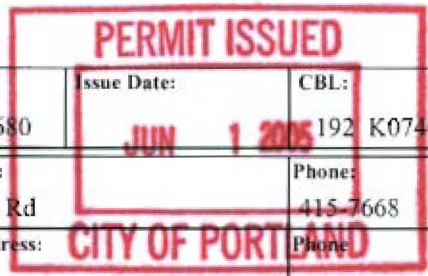 PERMIT ISSUED
Issue Date: CBL:
680 JUN 1 2005 192 K074
Phone:
Rd 415-7668
ress: CITY OF PORTLAND Phone